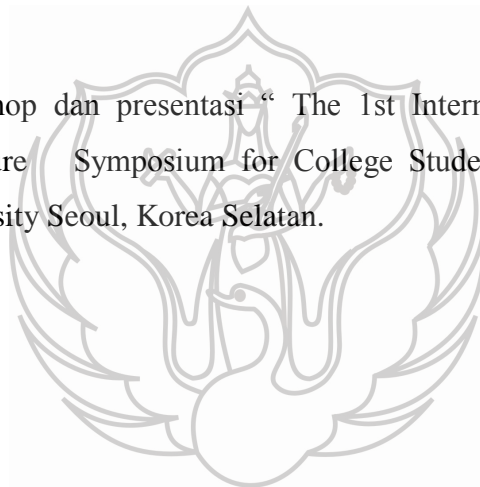 hop dan presentasi “ The 1st Intern
re Symposium for College Stude
sity Seoul, Korea Selatan.